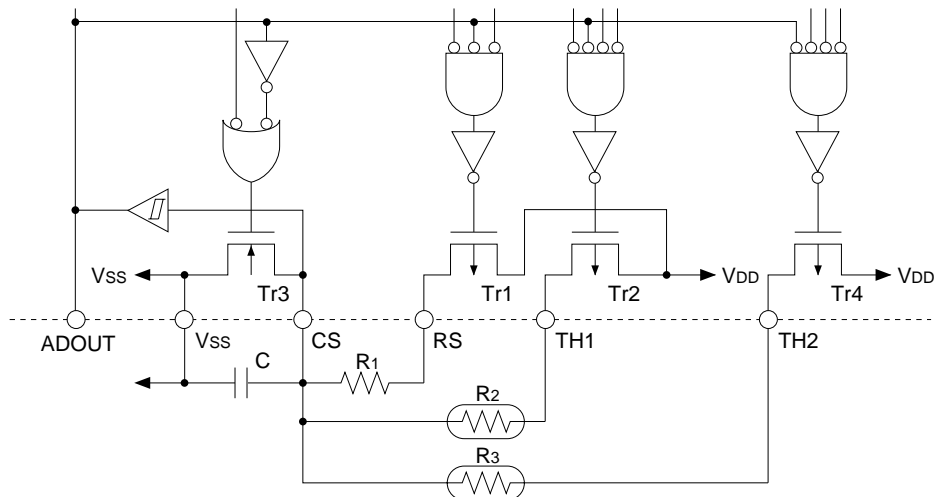 VSS
Tr3
Tr1
Tr2
VDD
Tr4
VDD
ADOUT
VSS
CS
RS
TH1
TH2
C
R1
R2
R3